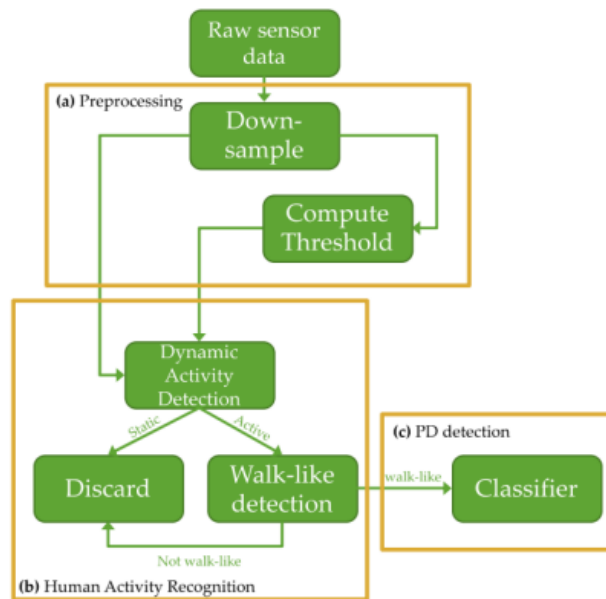 Raw sensor
data
(a) Preprocessing
Down-
sample
Compute
Threshold
Dynamic
Activity
Detection
Static
Active
(c) PD detection
Discard
Walk-like
detection
walk-like
Classifier
Not walk-like
(b) Human Activity Recognition